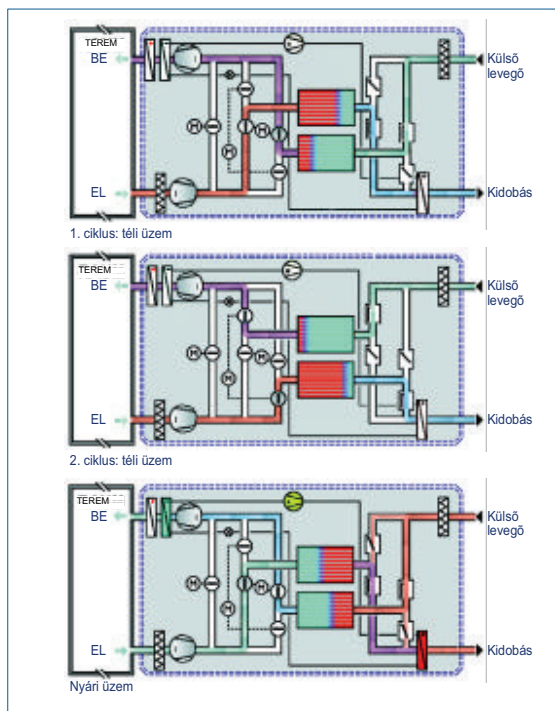 TEREM
BE
Külső
levegő
M
M
M
EL
Kidobás
1. ciklus: téli üzem
TEREM
BE
Külső
levegő
M
M
M
EL
Kidobás
2. ciklus: téli üzem
TEREM
BE
Külső
levegő
M
M
M
EL
Kidobás
Nyári üzem